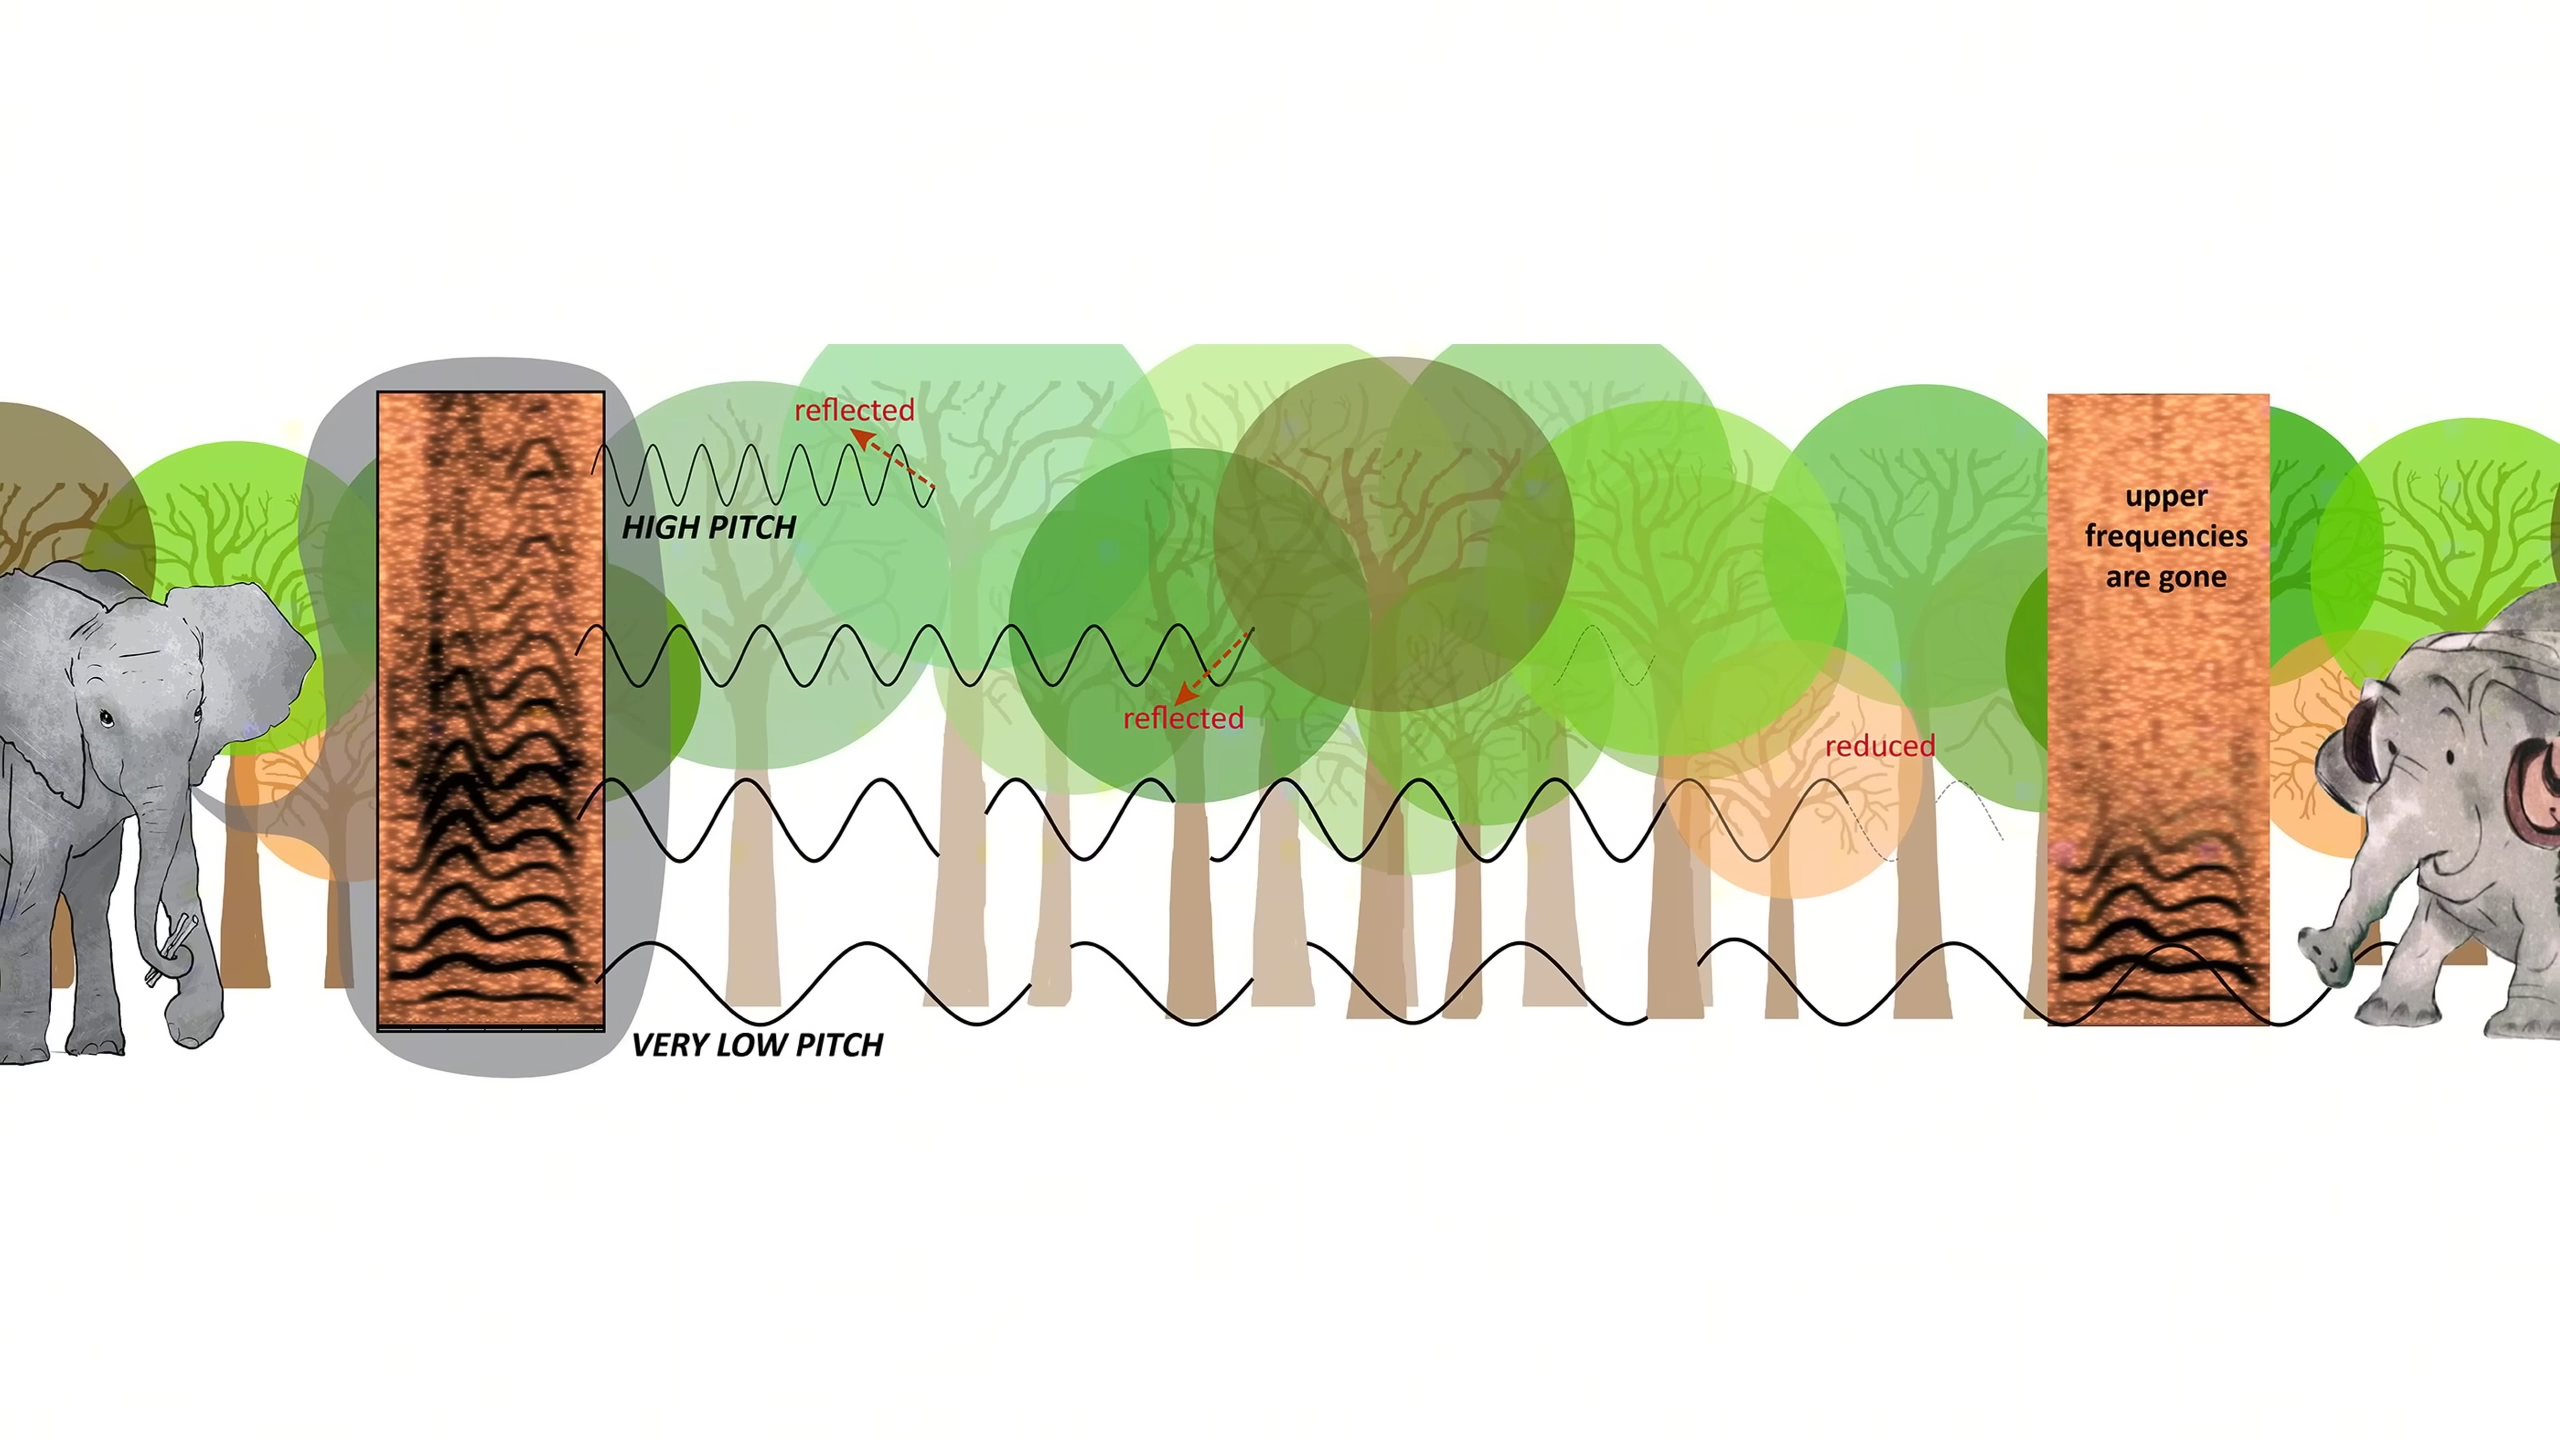 reflected
HIGH PITCH
reflected
reduced
VERY LOW PITCH
upper
frequencies
are gone